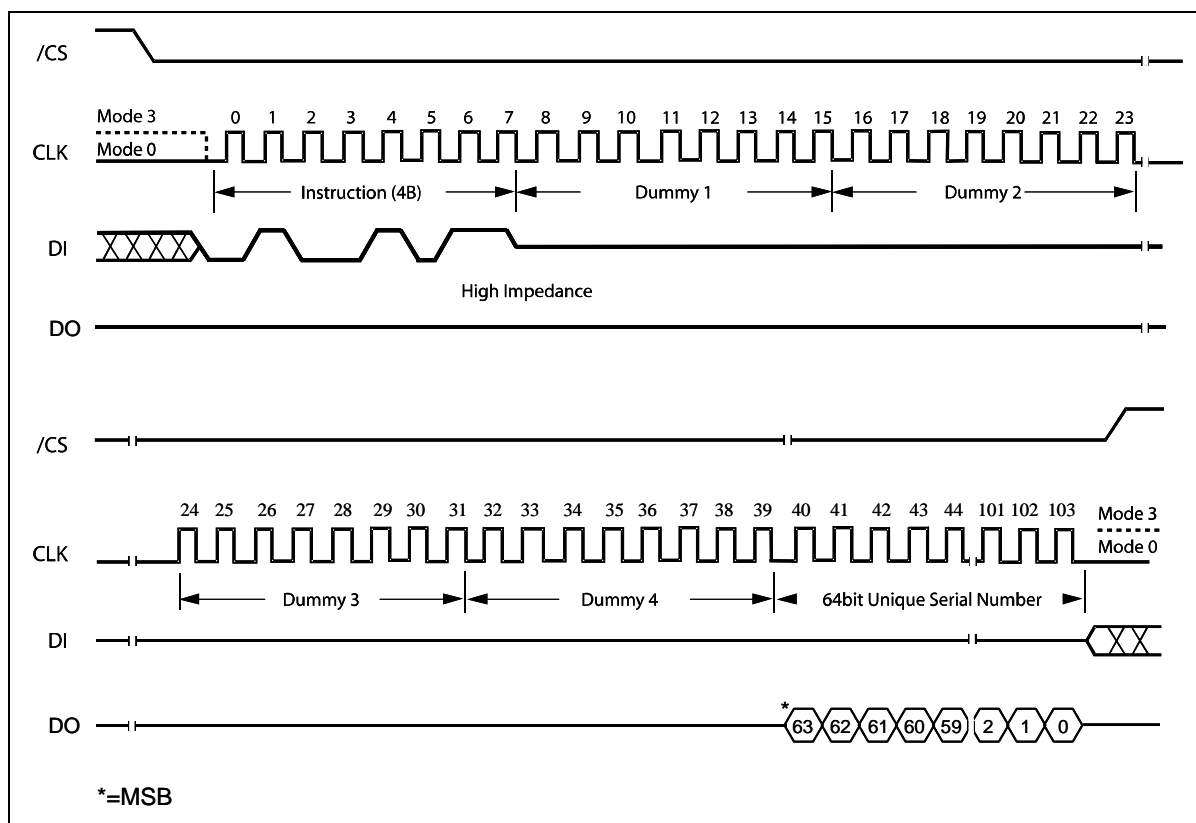 /CS
Mode 3
0 1 2 3 4 5 6 7 8 9 10 11 12 13 14 15 16 17 18 19 20 21 22 23
CLK
Mode 0
Instruction (4B) Dummy 1 Dummy 2
DI
High Impedance
DO
/CS
24 25 26 27 28 29 30 31 32 33 34 35 36 37 38 39 40 41 42 43 44 101 102 103
Mode 3
CLK
Mode 0
Dummy 3 Dummy 4 64bit Unique Serial Number
DI
*
DO
63 62 61 60 59 2 1 0
*=MSB